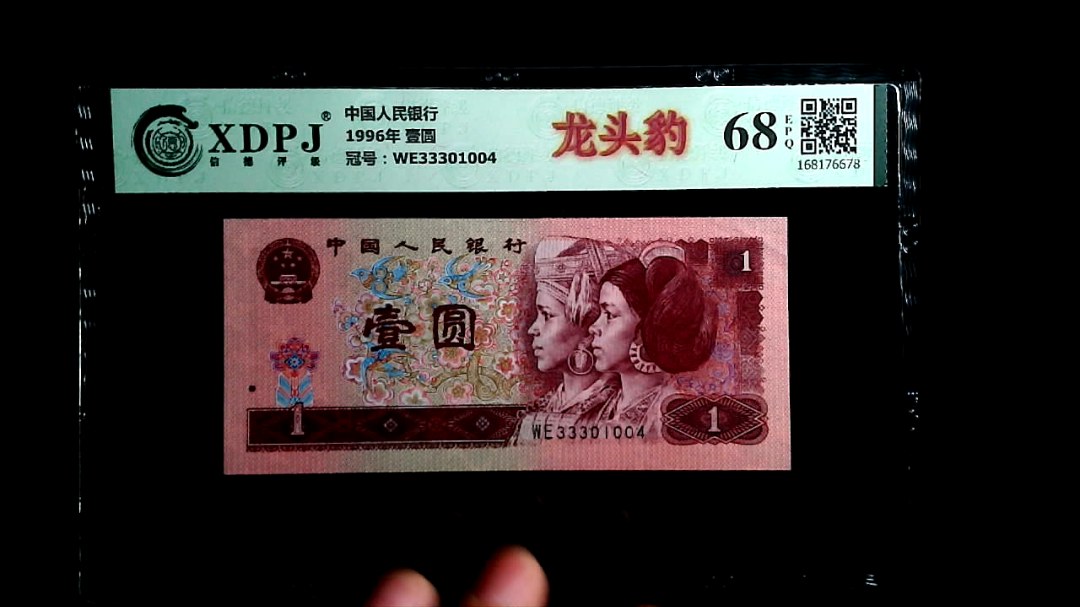 XDPJ®
信德评级
中国人民银行
1996年 壹圆
冠号：WE33301004
龙头豹
68
EPQ
168176678
中国人民银行
1
壹圆
1
WE33301004
1